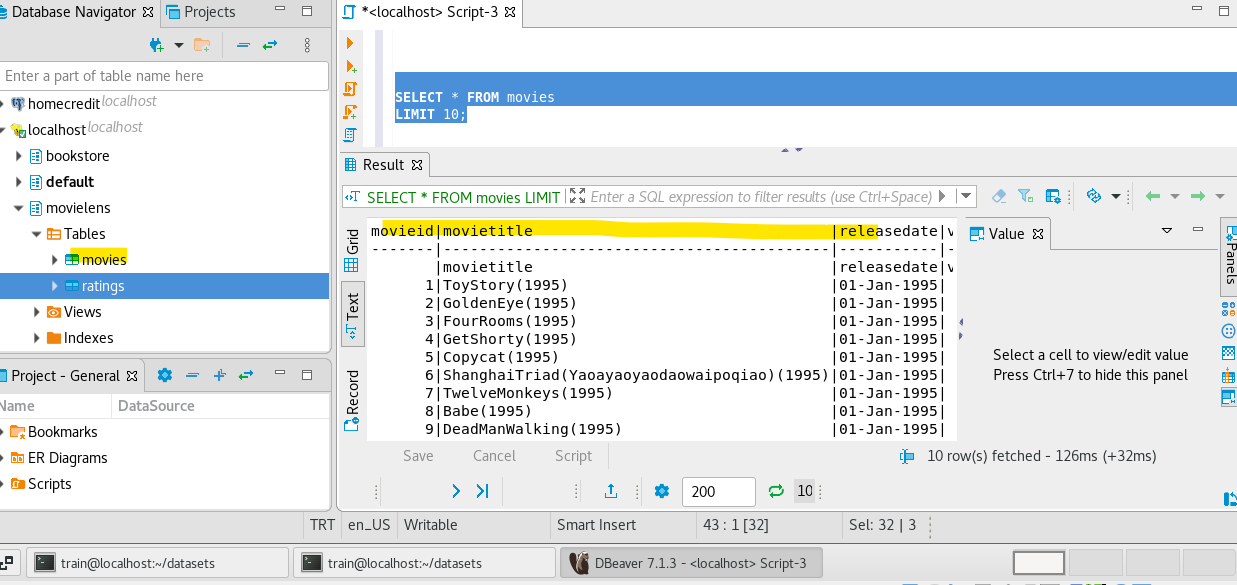 Database Navigator
Projects
*<localhost> Script-3
Enter a part of table name here
homecredit localhost
localhost localhost
bookstore
default
movielens
Tables
movies
ratings
Views
Indexes
SELECT * FROM movies
LIMIT 10;
Result
SELECT * FROM movies LIMIT
Enter a SQL expression to filter results (use Ctrl+Space)
Grid
Text
Record
movieid|movietitle |releasedate|v
-------|-------------------------------------------|-----------|-
|movietitle |releasedate|v
1|ToyStory(1995) |01-Jan-1995|
2|GoldenEye(1995) |01-Jan-1995|
3|FourRooms(1995) |01-Jan-1995|
4|GetShorty(1995) |01-Jan-1995|
5|Copycat(1995) |01-Jan-1995|
6|ShanghaiTriad(Yaoayaoyaodaowaipoqiao)(1995)|01-Jan-1995|
7|TwelveMonkeys(1995) |01-Jan-1995|
8|Babe(1995) |01-Jan-1995|
9|DeadManWalking(1995) |01-Jan-1995|
Value
Panels
Select a cell to view/edit value
Press Ctrl+7 to hide this panel
Save
Cancel
Script
10 row(s) fetched - 126ms (+32ms)
200
10
Project - General
Name
DataSource
Bookmarks
ER Diagrams
Scripts
TRT
en_US
Writable
Smart Insert
43 : 1 [32]
Sel: 32 | 3
train@localhost:~/datasets
train@localhost:~/datasets
DBeaver 7.1.3 - <localhost> Script-3